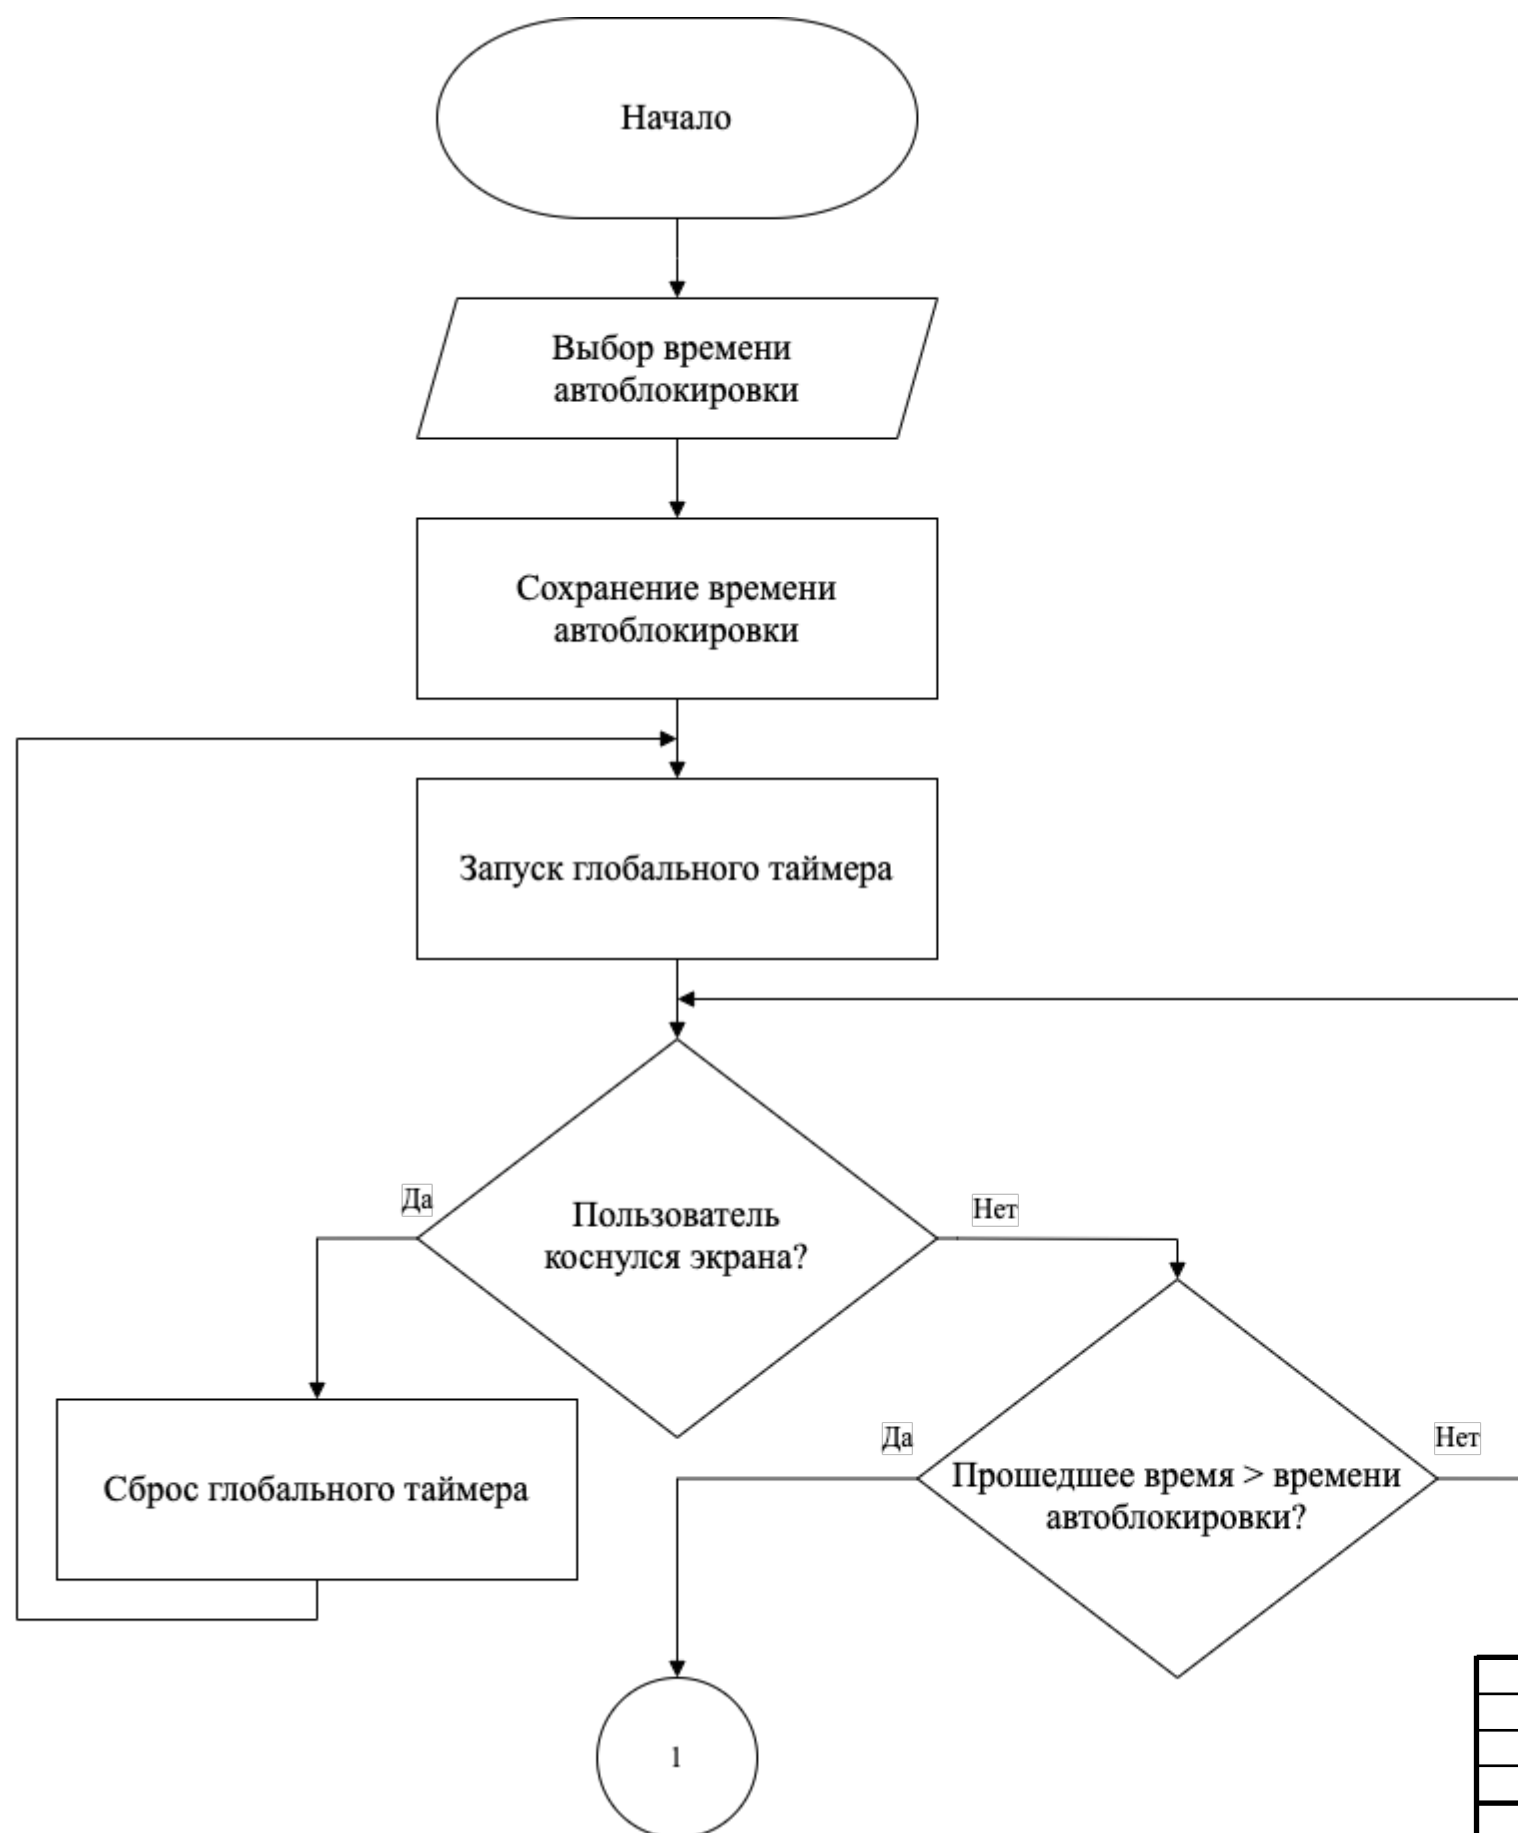 Начало
Выбор времени
автоблокировки
Сохранение времени
автоблокировки
Запуск глобального таймера
Да
Пользователь
коснулся экрана?
Нет
Да
Прошедшее время > времени
автоблокировки?
Нет
Сброс глобального таймера
1